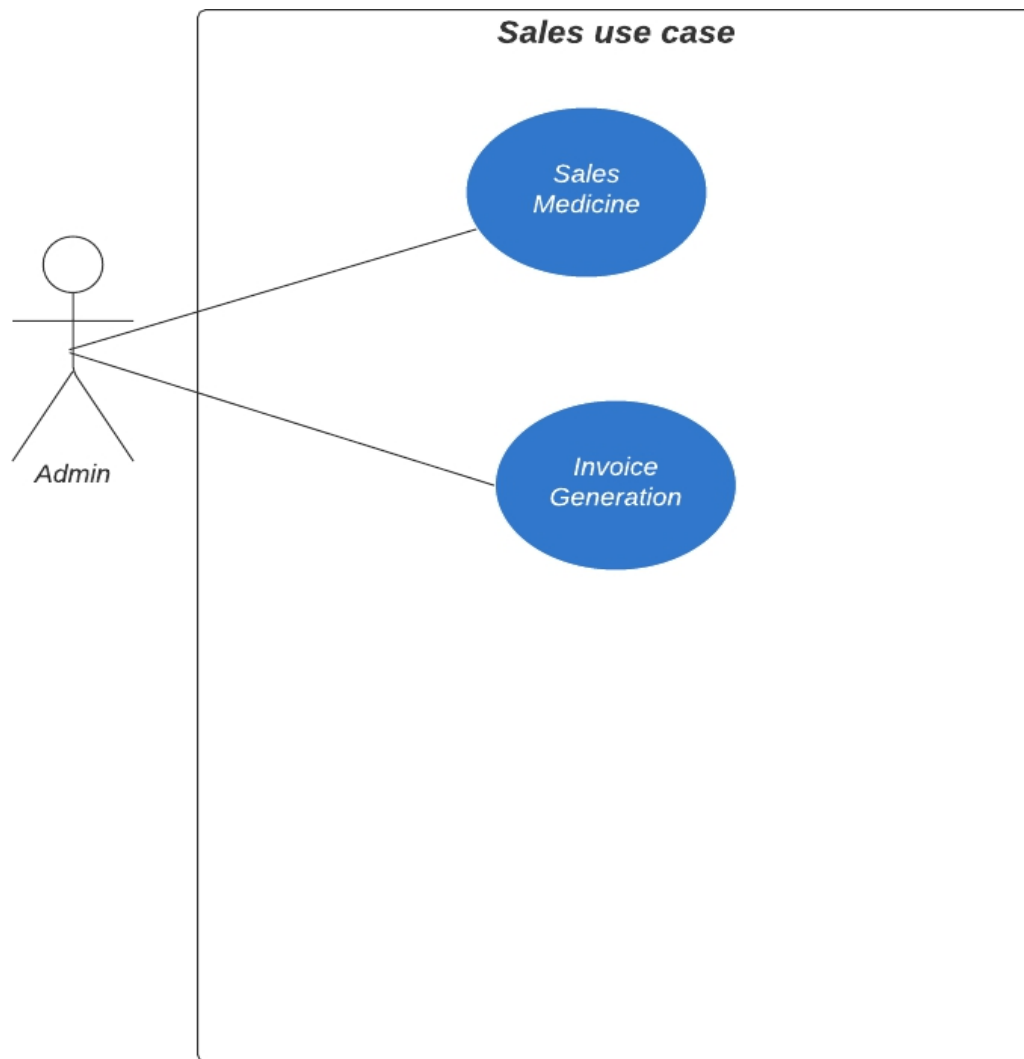 Sales use case
Sales
Medicine
Admin
Invoice
Generation